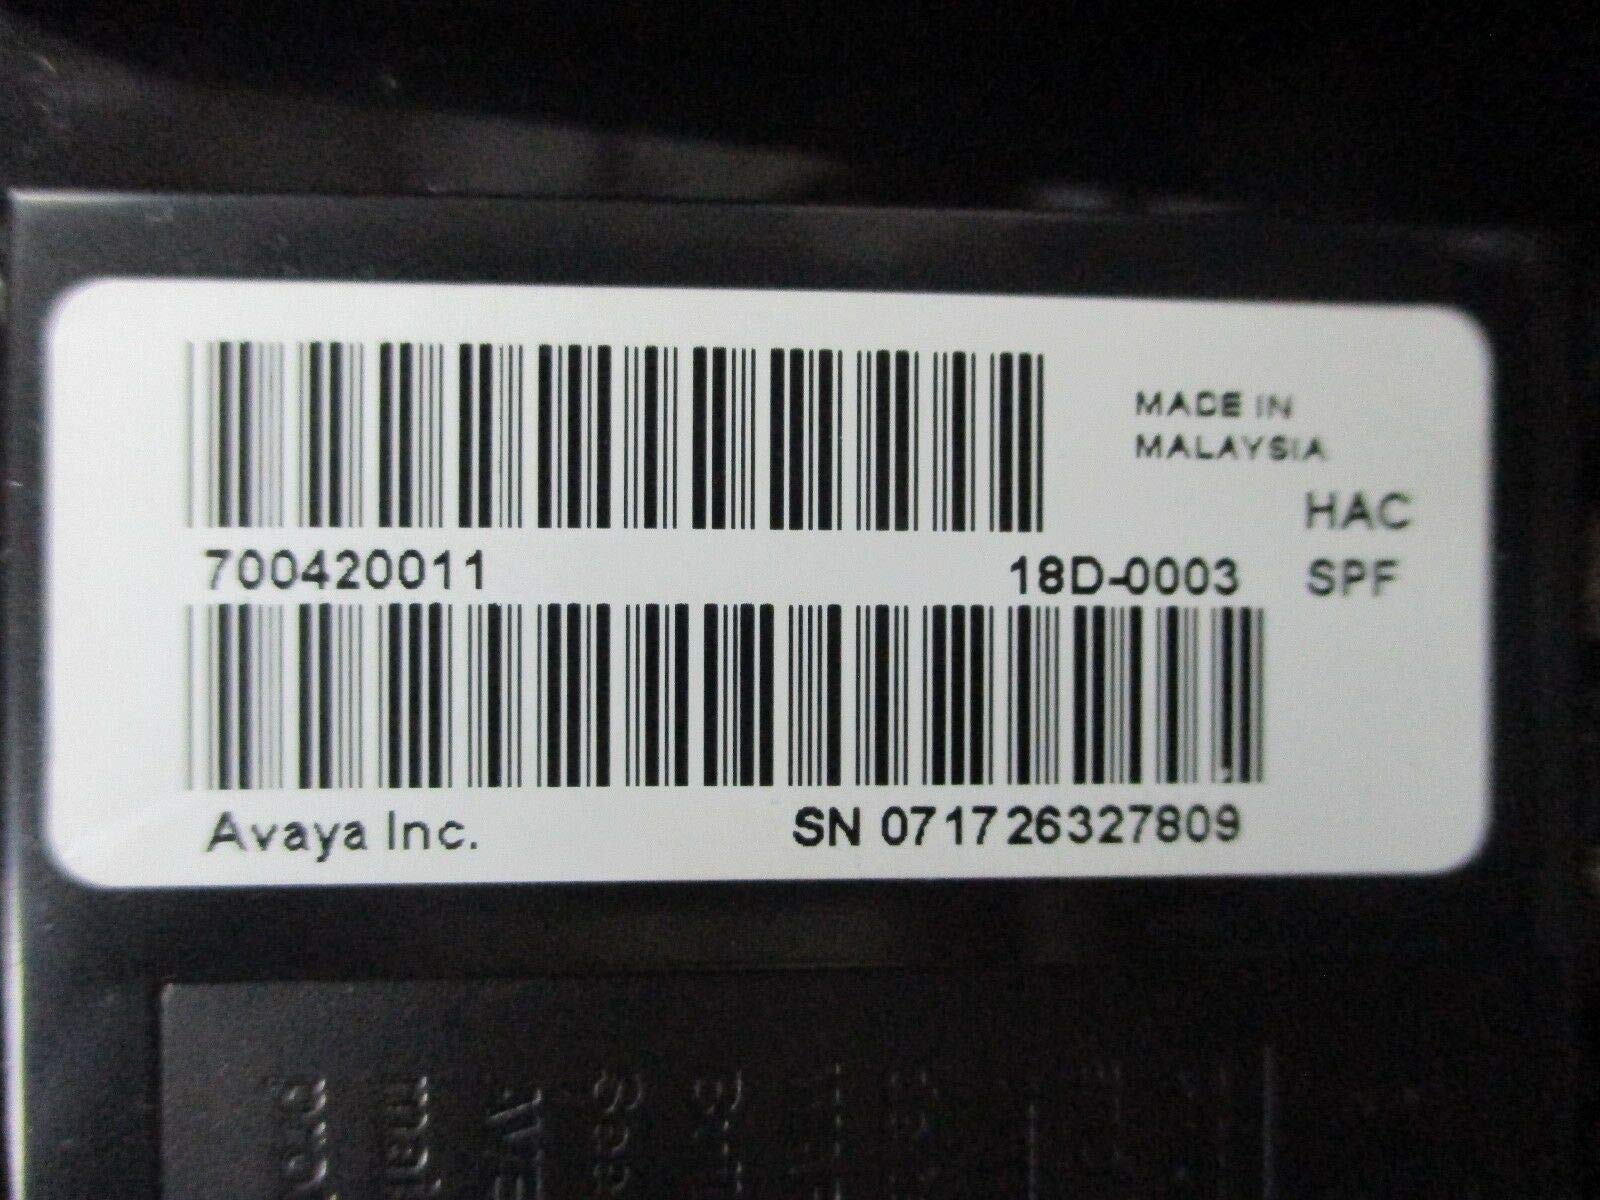 MADE IN
MALAYSIA
HAC
700420011 18D-0003 SPF
Avaya Inc. SN 071726327809